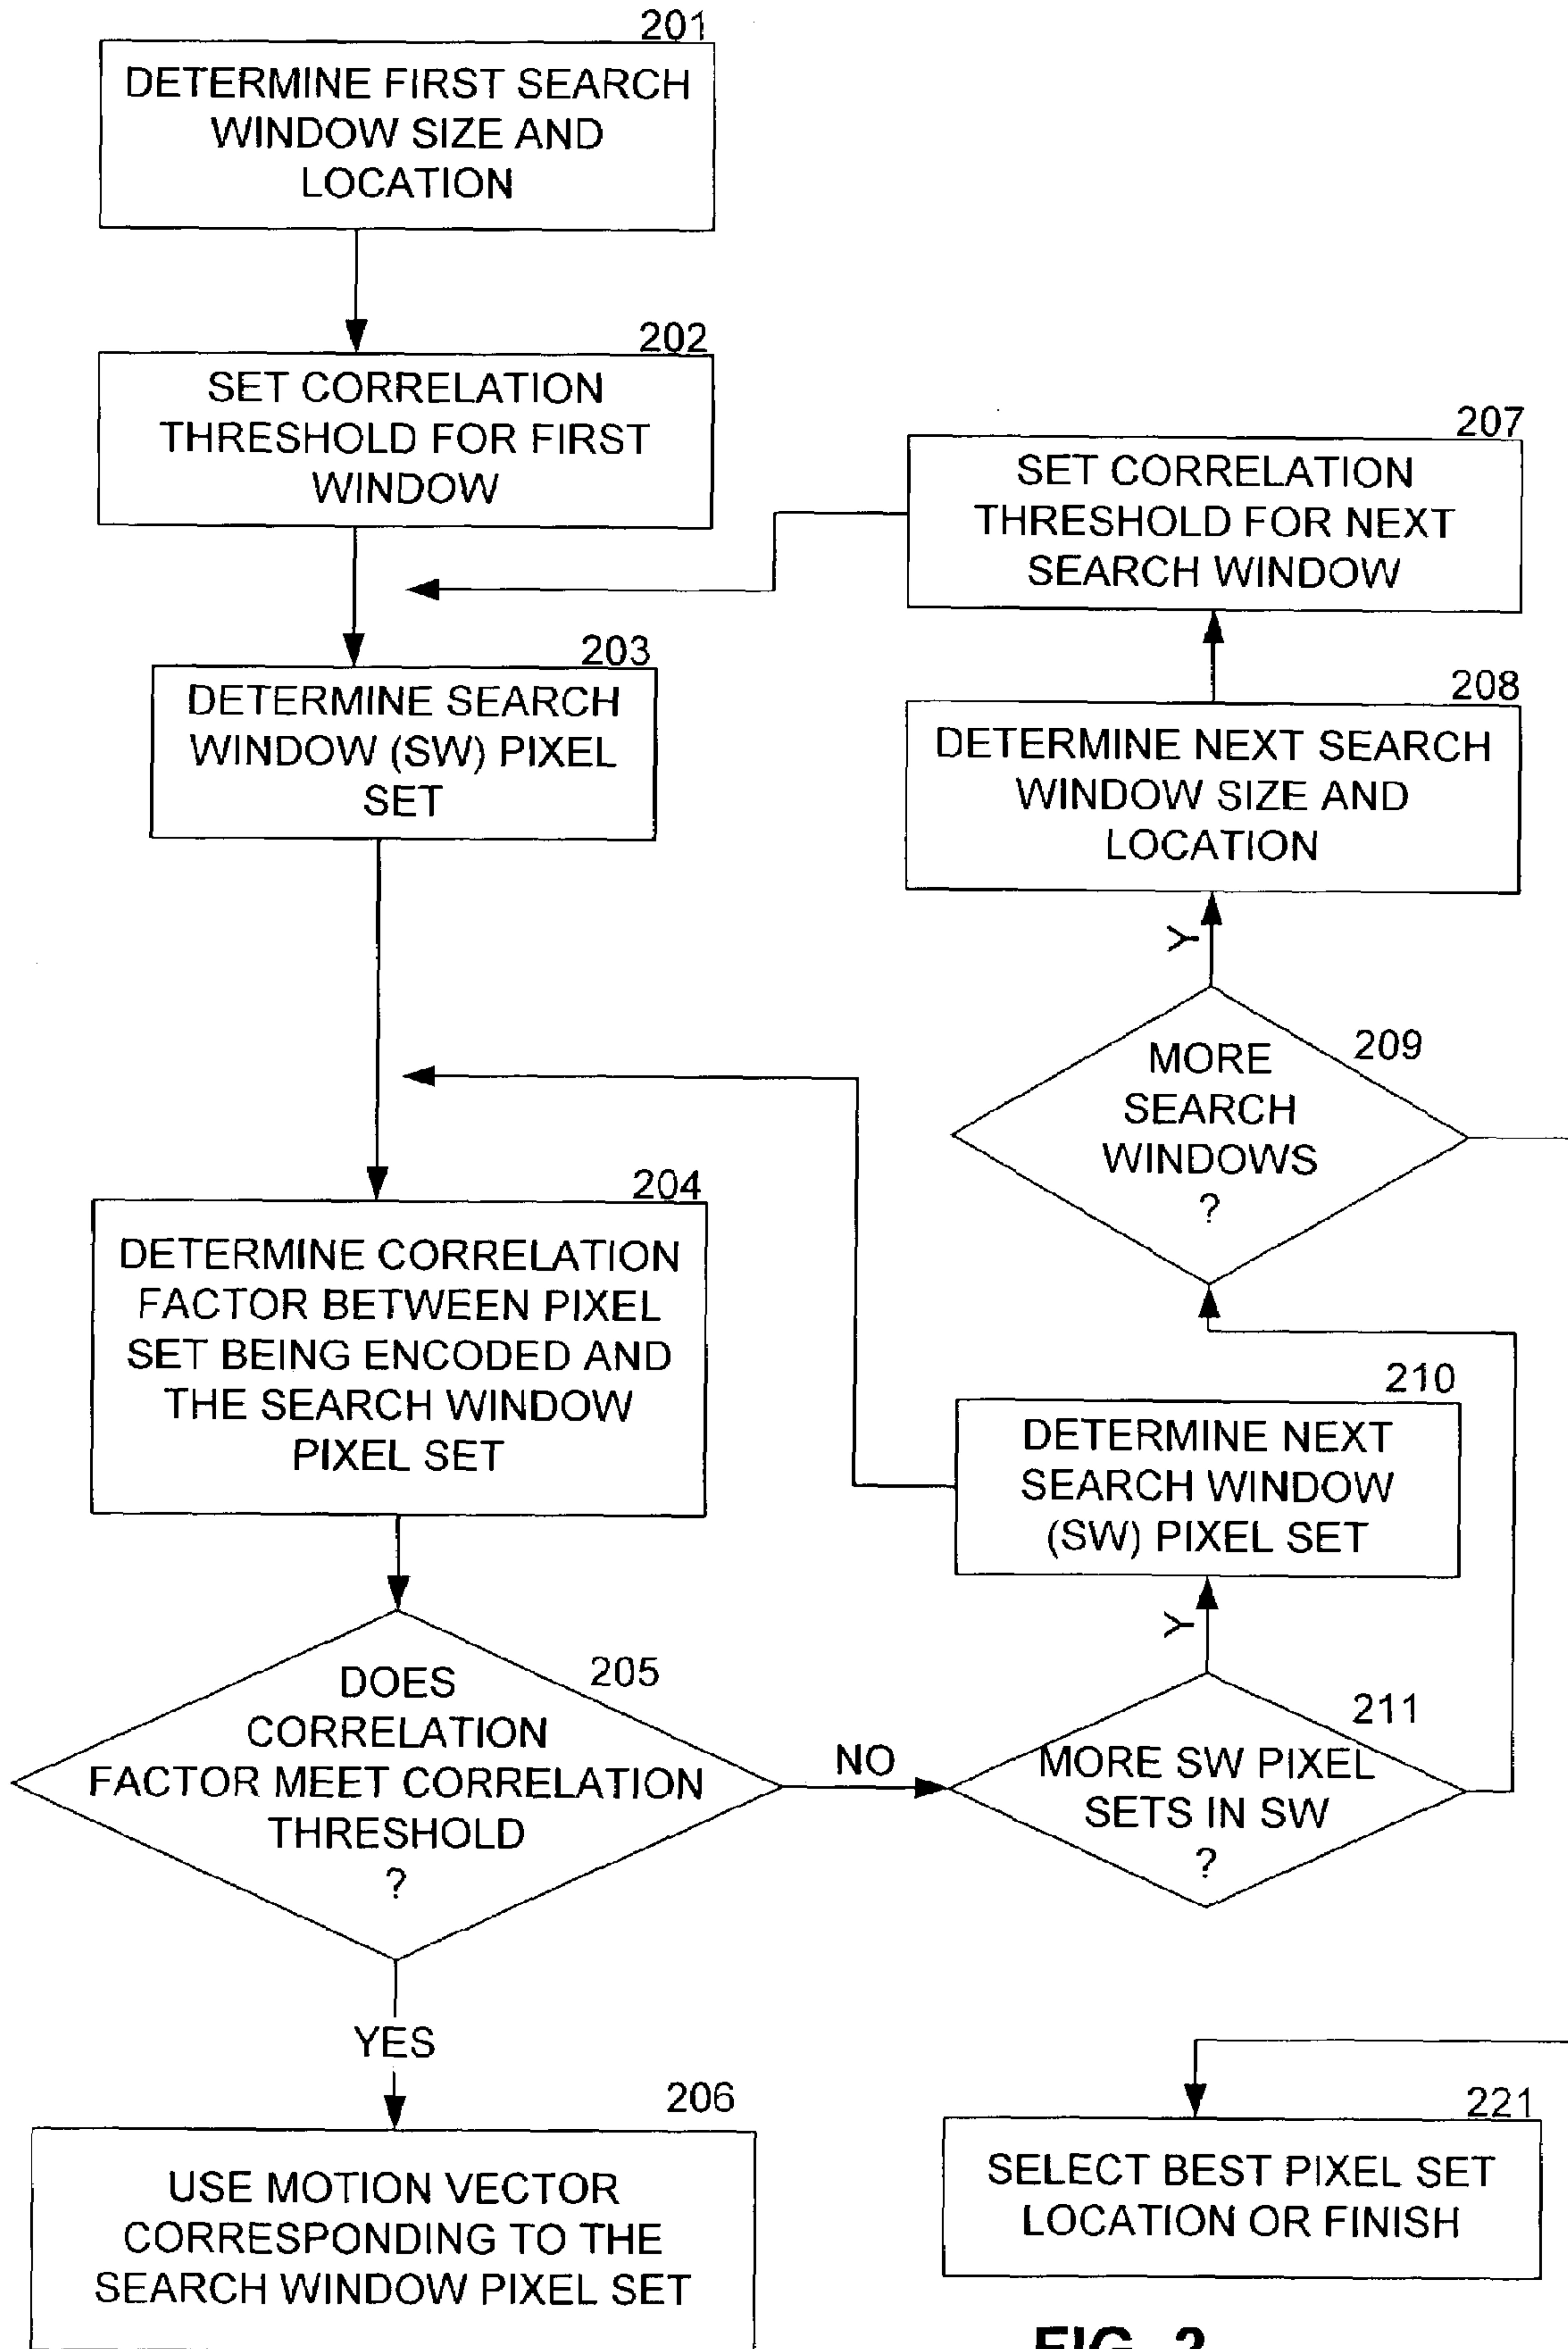 201
DETERMINE FIRST SEARCH
WINDOW SIZE AND
LOCATION
202
SET CORRELATION
THRESHOLD FOR FIRST
WINDOW
207
SET CORRELATION
THRESHOLD FOR NEXT
SEARCH WINDOW
203
DETERMINE SEARCH
WINDOW (SW) PIXEL
SET
208
DETERMINE NEXT SEARCH
WINDOW SIZE AND
LOCATION
Y
209
MORE
SEARCH
WINDOWS
?
204
DETERMINE CORRELATION
FACTOR BETWEEN PIXEL
SET BEING ENCODED AND
THE SEARCH WINDOW
PIXEL SET
210
DETERMINE NEXT
SEARCH WINDOW
(SW) PIXEL SET
Y
205
DOES
CORRELATION
FACTOR MEET CORRELATION
THRESHOLD
?
NO
211
MORE SW PIXEL
SETS IN SW
?
YES
206
USE MOTION VECTOR
CORRESPONDING TO THE
SEARCH WINDOW PIXEL SET
221
SELECT BEST PIXEL SET
LOCATION OR FINISH
FIG. 2